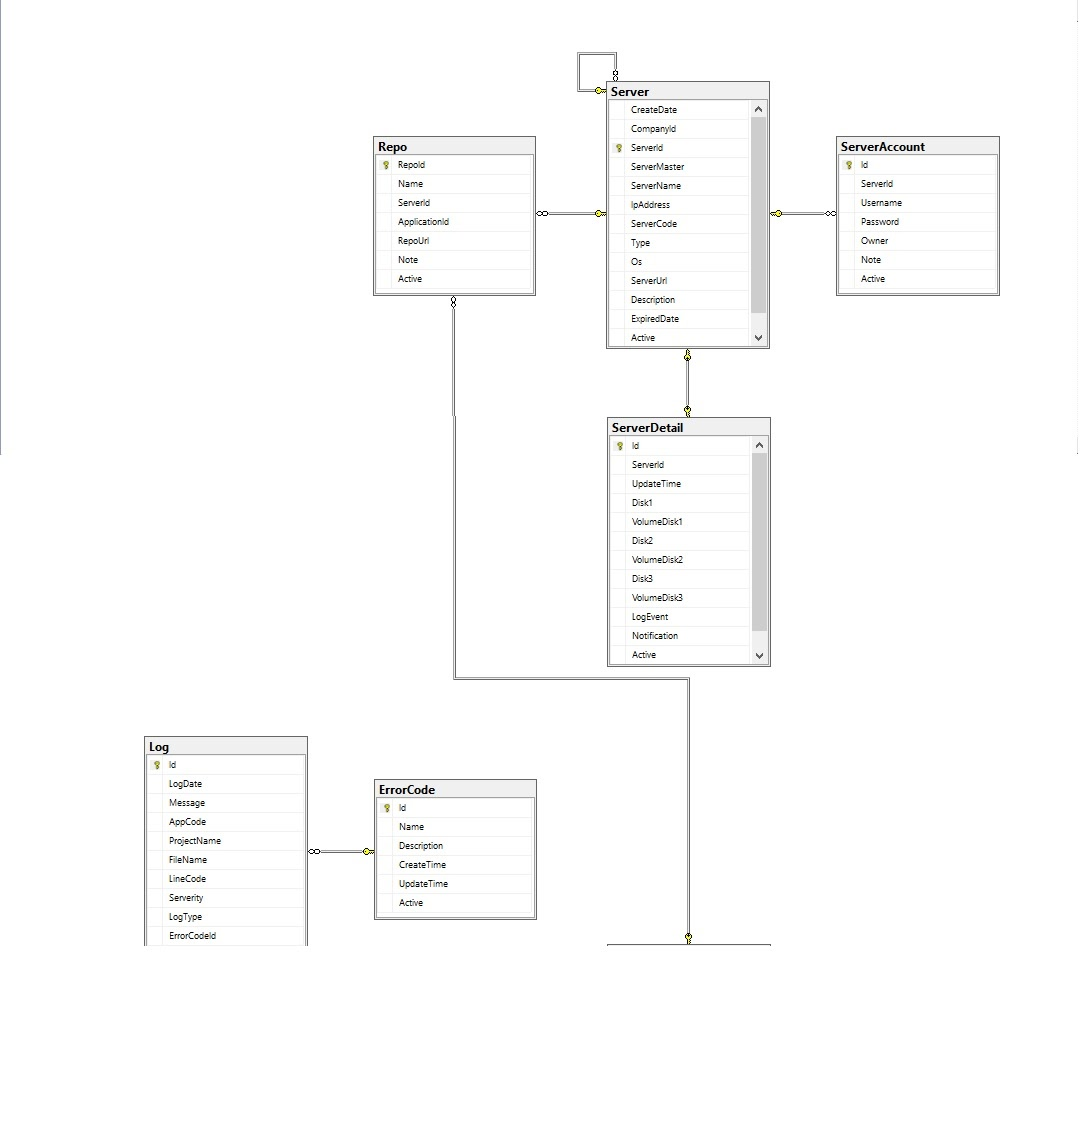 Server
CreateDate
CompanyId
ServerId
ServerMaster
ServerName
IpAddress
ServerCode
Type
Os
ServerUrl
Description
ExpiredDate
Active
Repo
RepoId
Name
ServerId
ApplicationId
RepoUrl
Note
Active
ServerAccount
Id
ServerId
Username
Password
Owner
Note
Active
ServerDetail
Id
ServerId
UpdateTime
Disk1
VolumeDisk1
Disk2
VolumeDisk2
Disk3
VolumeDisk3
LogEvent
Notification
Active
Log
Id
LogDate
Message
AppCode
ProjectName
FileName
LineCode
Serverity
LogType
ErrorCodeId
ErrorCode
Id
Name
Description
CreateTime
UpdateTime
Active